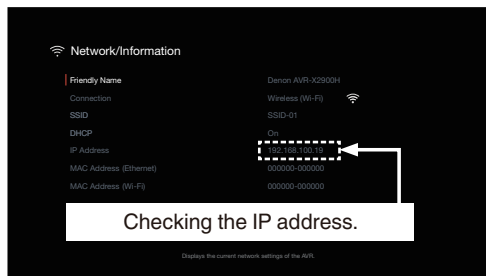 Network/Information
Friendly Name Denon AVR-X2900H
Connection Wireless (Wi-Fi)
SSID SSID-01
DHCP On
IP Address 192.168.100.19
MAC Address (Ethernet) 000000-000000
MAC Address (Wi-Fi) 000000-000000
Checking the IP address.
Displays the current network settings of the AVR.